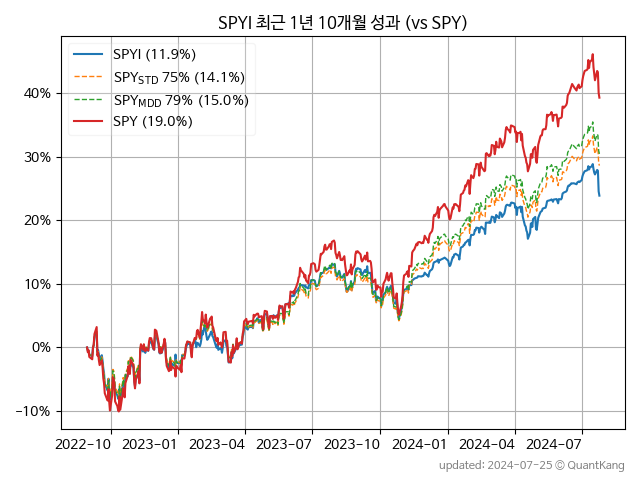 SPYI 최근 1년 10개월 성과 (vs SPY)
SPYI (11.9%)
SPY_STD 75% (14.1%)
SPY_MDD 79% (15.0%)
SPY (19.0%)
40%
30%
20%
10%
0%
−10%
2022-10 2023-01 2023-04 2023-07 2023-10 2024-01 2024-04 2024-07
updated: 2024-07-25 © QuantKang